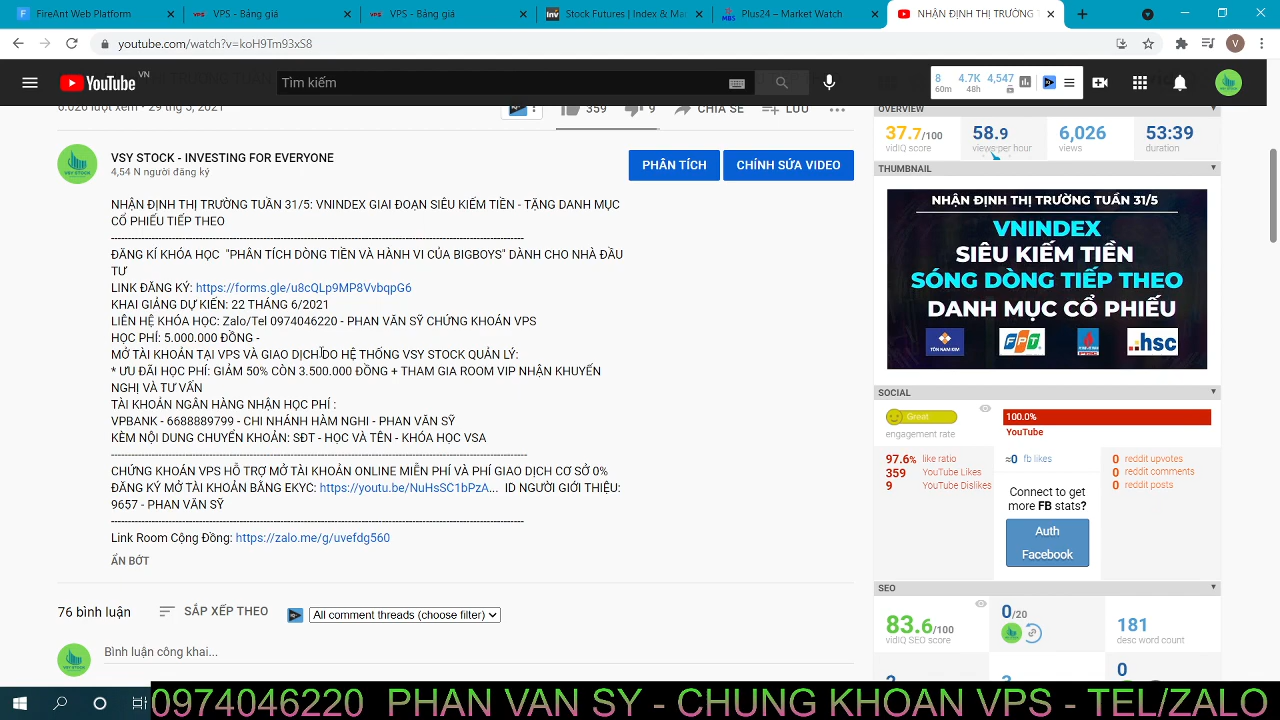 FireAnt Web Platform
VPS - Bảng giá
VPS - Bảng giá
Stock Futures | Index & Mar
Plus24 – Market Watch
NHẬN ĐỊNH THỊ TRƯỜNG T
youtube.com/watch?v=koH9Tm93xS8
YouTube VN
Tìm kiếm
8 4.7K 4,547
60m 48h
6.026 lượt xem • 29 thg 5, 2021
359 9 CHIA SẺ LƯU
VSY STOCK - INVESTING FOR EVERYONE
4,54 N người đăng ký
PHÂN TÍCH
CHỈNH SỬA VIDEO
NHẬN ĐỊNH THỊ TRƯỜNG TUẦN 31/5: VNINDEX GIAI ĐOẠN SIÊU KIẾM TIỀN - TẶNG DANH MỤC
CỔ PHIẾU TIẾP THEO
--------------------------------------------------------------------------------------------------
ĐĂNG KÍ KHÓA HỌC "PHÂN TÍCH DÒNG TIỀN VÀ HÀNH VI CỦA BIGBOYS" DÀNH CHO NHÀ ĐẦU
TƯ
LINK ĐĂNG KÝ: https://forms.gle/u8cQLp9MP8VvbqpG6
KHAI GIẢNG DỰ KIẾN: 22 THÁNG 6/2021
LIÊN HỆ KHÓA HỌC: Zalo/Tel 0974046220 - PHAN VĂN SỸ CHỨNG KHOÁN VPS
HỌC PHÍ: 5.000.000 ĐỒNG -
MỞ TÀI KHOẢN TẠI VPS VÀ GIAO DỊCH DO HỆ THỐNG VSY STOCK QUẢN LÝ:
* ƯU ĐÃI HỌC PHÍ: GIẢM 50% CÒN 3.500.000 ĐỒNG + THAM GIA ROOM VIP NHẬN KHUYẾN
NGHỊ VÀ TƯ VẤN
TÀI KHOẢN NGÂN HÀNG NHẬN HỌC PHÍ :
VPBANK - 668989799 - CHI NHÁNH HÀM NGHI - PHAN VĂN SỸ
KÈM NỘI DUNG CHUYỂN KHOẢN: SĐT - HỌC VÀ TÊN - KHÓA HỌC VSA
---------------------------------------------------------------------------------------------------
CHỨNG KHOÁN VPS HỖ TRỢ MỞ TÀI KHOẢN ONLINE MIỄN PHÍ VÀ PHÍ GIAO DỊCH CƠ SỞ 0%
ĐĂNG KÝ MỞ TÀI KHOẢN BẰNG EKYC: https://youtu.be/NuHsSC1bPzA... ID NGƯỜI GIỚI THIỆU:
9657 - PHAN VĂN SỸ
--------------------------------------------------------------------------------------------------
Link Room Cộng Đồng: https://zalo.me/g/uvefdg560
ẨN BỚT
76 bình luận
SẮP XẾP THEO
All comment threads (choose filter)
Bình luận công khai...
OVERVIEW
37.7/100 58.9 6,026 53:39
vidIQ score views per hour views duration
THUMBNAIL
NHẬN ĐỊNH THỊ TRƯỜNG TUẦN 31/5
VNINDEX
SIÊU KIẾM TIỀN
SÓNG DÒNG TIẾP THEO
DANH MỤC CỔ PHIẾU
TÔN NAM KIM FPT hsc
SOCIAL
Great 100.0%
engagement rate YouTube
97.6% like ratio
359 YouTube Likes
9 YouTube Dislikes
≈0 fb likes
Connect to get
more FB stats?
Auth
Facebook
0 reddit upvotes
0 reddit comments
0 reddit posts
SEO
83.6/100
vidIQ SEO score
0/20
181
desc word count
0
0974046220 PHAN VAN SY - CHUNG KHOAN VPS - TEL/ZALO